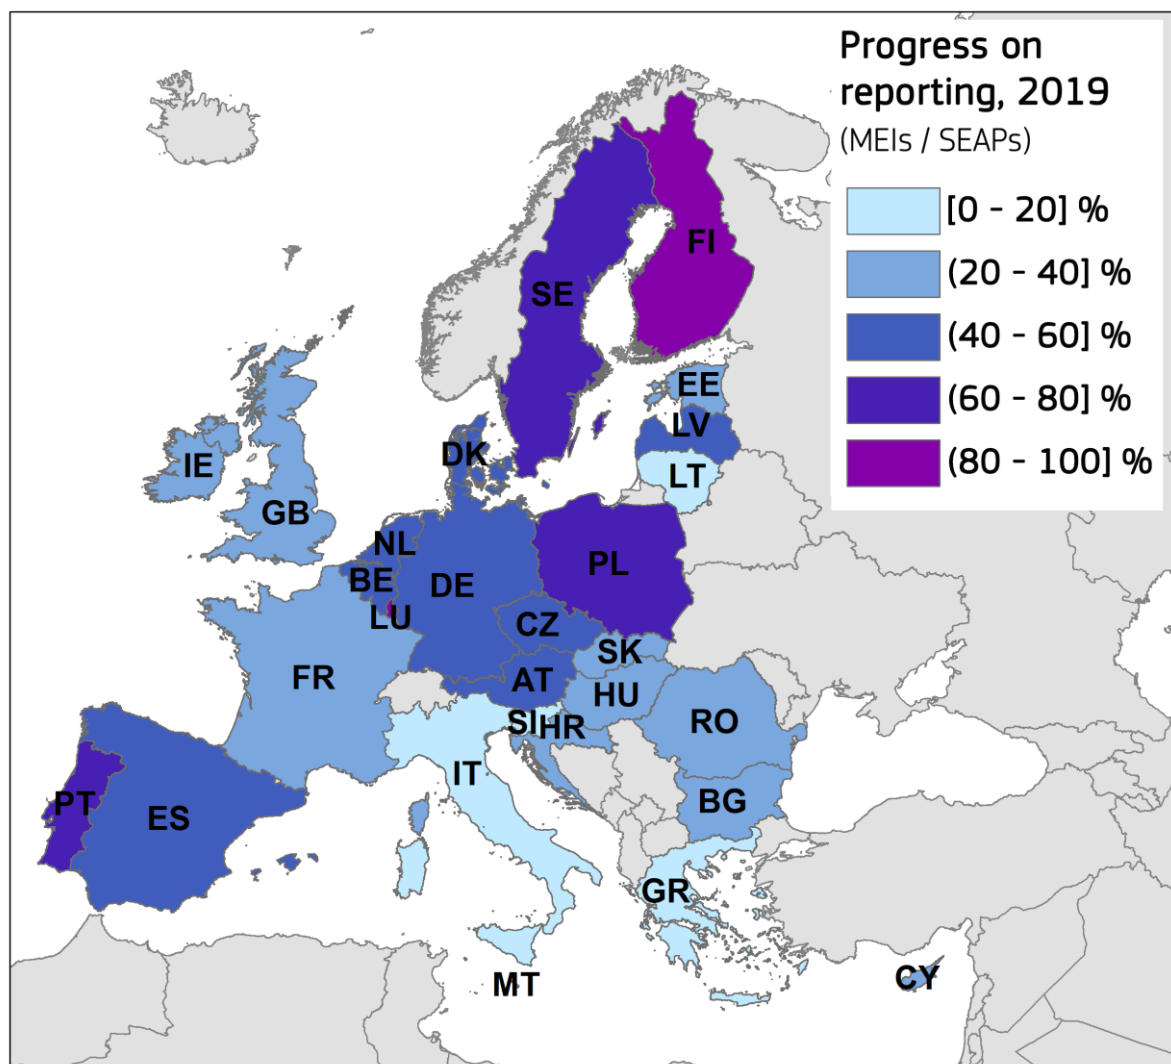 Progress on
reporting, 2019
(MEIs / SEAPs)
[0 - 20] %
(20 - 40] %
(40 - 60] %
(60 - 80] %
(80 - 100] %
FI
SE
EE
LV
DK
IE
LT
GB
NL
PL
BE
DE
LU
CZ
SK
FR
AT
HU
SI
HR
RO
IT
PT
ES
BG
GR
MT
CY